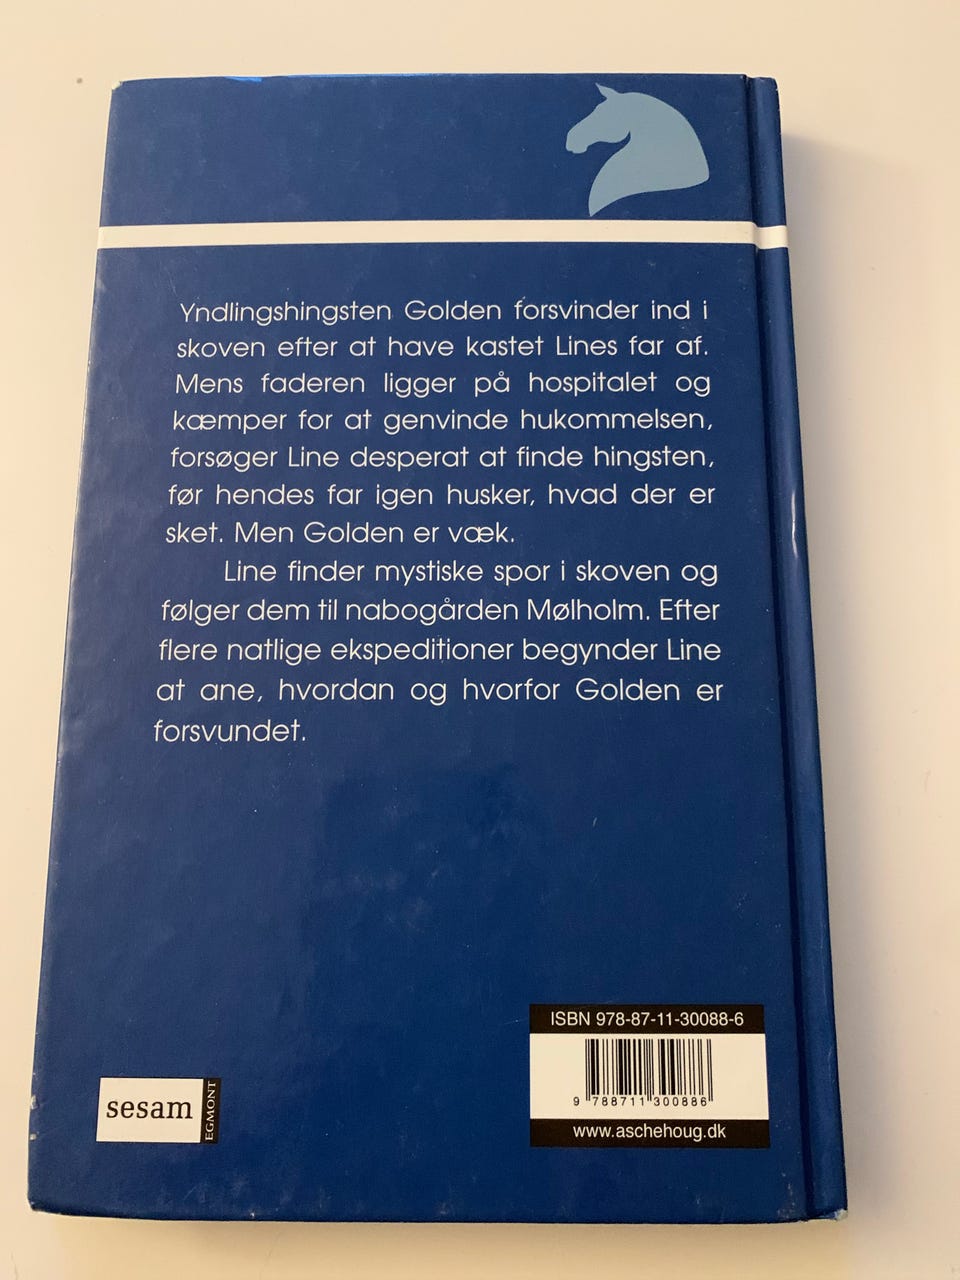 Yndlingshingsten Golden forsvinder ind i
skoven efter at have kastet Lines far af.
Mens faderen ligger på hospitalet og
kæmper for at genvinde hukommelsen,
forsøger Line desperat at finde hingsten,
før hendes far igen husker, hvad der er
sket. Men Golden er væk.
Line finder mystiske spor i skoven og
følger dem til nabogården Mølholm. Efter
flere natlige ekspeditioner begynder Line
at ane, hvordan og hvorfor Golden er
forsvundet.
ISBN 978-87-11-30088-6
9 788711 300886
www.aschehoug.dk
sesam
EGMONT